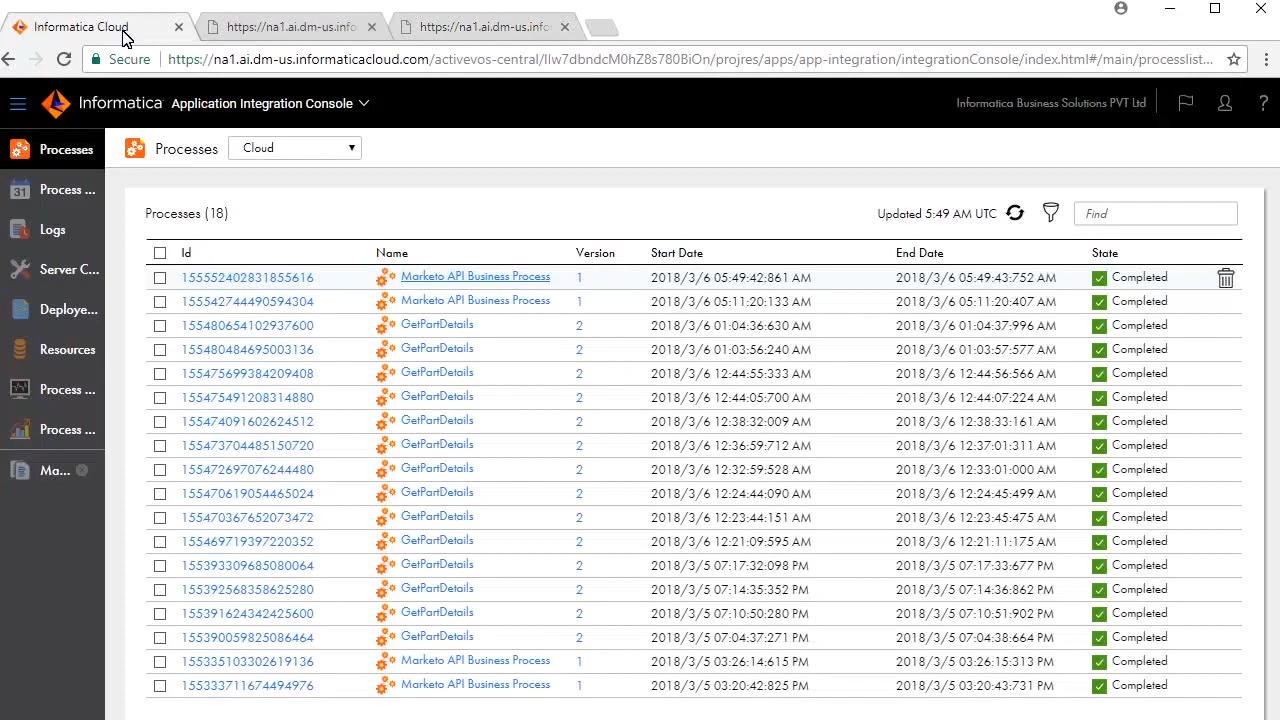 Informatica Cloud
https://na1.ai.dm-us.info
https://na1.ai.dm-us.info
Secure https://na1.ai.dm-us.informaticacloud.com/activevos-central/llw7dbndcM0hZ8s780BiOn/projres/apps/app-integration/integrationConsole/index.html#/main/processlist...
Informatica Application Integration Console
Informatica Business Solutions PVT Ltd
?
Processes
Process ...
Logs
Server C...
Deploye...
Resources
Process ...
Process ...
Ma...
31
Processes Cloud
Processes (18)
Updated 5:49 AM UTC
Find
Id Name Version Start Date End Date State
155552402831855616 Marketo API Business Process 1 2018/3/6 05:49:42:861 AM 2018/3/6 05:49:43:752 AM Completed
155542744490594304 Marketo API Business Process 1 2018/3/6 05:11:20:133 AM 2018/3/6 05:11:20:407 AM Completed
155480654102937600 GetPartDetails 2 2018/3/6 01:04:36:630 AM 2018/3/6 01:04:37:996 AM Completed
155480484695003136 GetPartDetails 2 2018/3/6 01:03:56:240 AM 2018/3/6 01:03:57:577 AM Completed
155475699384209408 GetPartDetails 2 2018/3/6 12:44:55:333 AM 2018/3/6 12:44:56:566 AM Completed
155475491208314880 GetPartDetails 2 2018/3/6 12:44:05:700 AM 2018/3/6 12:44:07:224 AM Completed
155474091602624512 GetPartDetails 2 2018/3/6 12:38:32:009 AM 2018/3/6 12:38:33:161 AM Completed
155473704485150720 GetPartDetails 2 2018/3/6 12:36:59:712 AM 2018/3/6 12:37:01:311 AM Completed
155472697076244480 GetPartDetails 2 2018/3/6 12:32:59:528 AM 2018/3/6 12:33:01:000 AM Completed
155470619054465024 GetPartDetails 2 2018/3/6 12:24:44:090 AM 2018/3/6 12:24:45:499 AM Completed
155470367652073472 GetPartDetails 2 2018/3/6 12:23:44:151 AM 2018/3/6 12:23:45:475 AM Completed
155469719397220352 GetPartDetails 2 2018/3/6 12:21:09:595 AM 2018/3/6 12:21:11:175 AM Completed
155393309685080064 GetPartDetails 2 2018/3/5 07:17:32:098 PM 2018/3/5 07:17:33:677 PM Completed
155392568358625280 GetPartDetails 2 2018/3/5 07:14:35:352 PM 2018/3/5 07:14:36:862 PM Completed
155391624342425600 GetPartDetails 2 2018/3/5 07:10:50:280 PM 2018/3/5 07:10:51:902 PM Completed
155390059825086464 GetPartDetails 2 2018/3/5 07:04:37:271 PM 2018/3/5 07:04:38:664 PM Completed
155335103302619136 Marketo API Business Process 1 2018/3/5 03:26:14:615 PM 2018/3/5 03:26:15:313 PM Completed
155333711674494976 Marketo API Business Process 1 2018/3/5 03:20:42:825 PM 2018/3/5 03:20:43:731 PM Completed